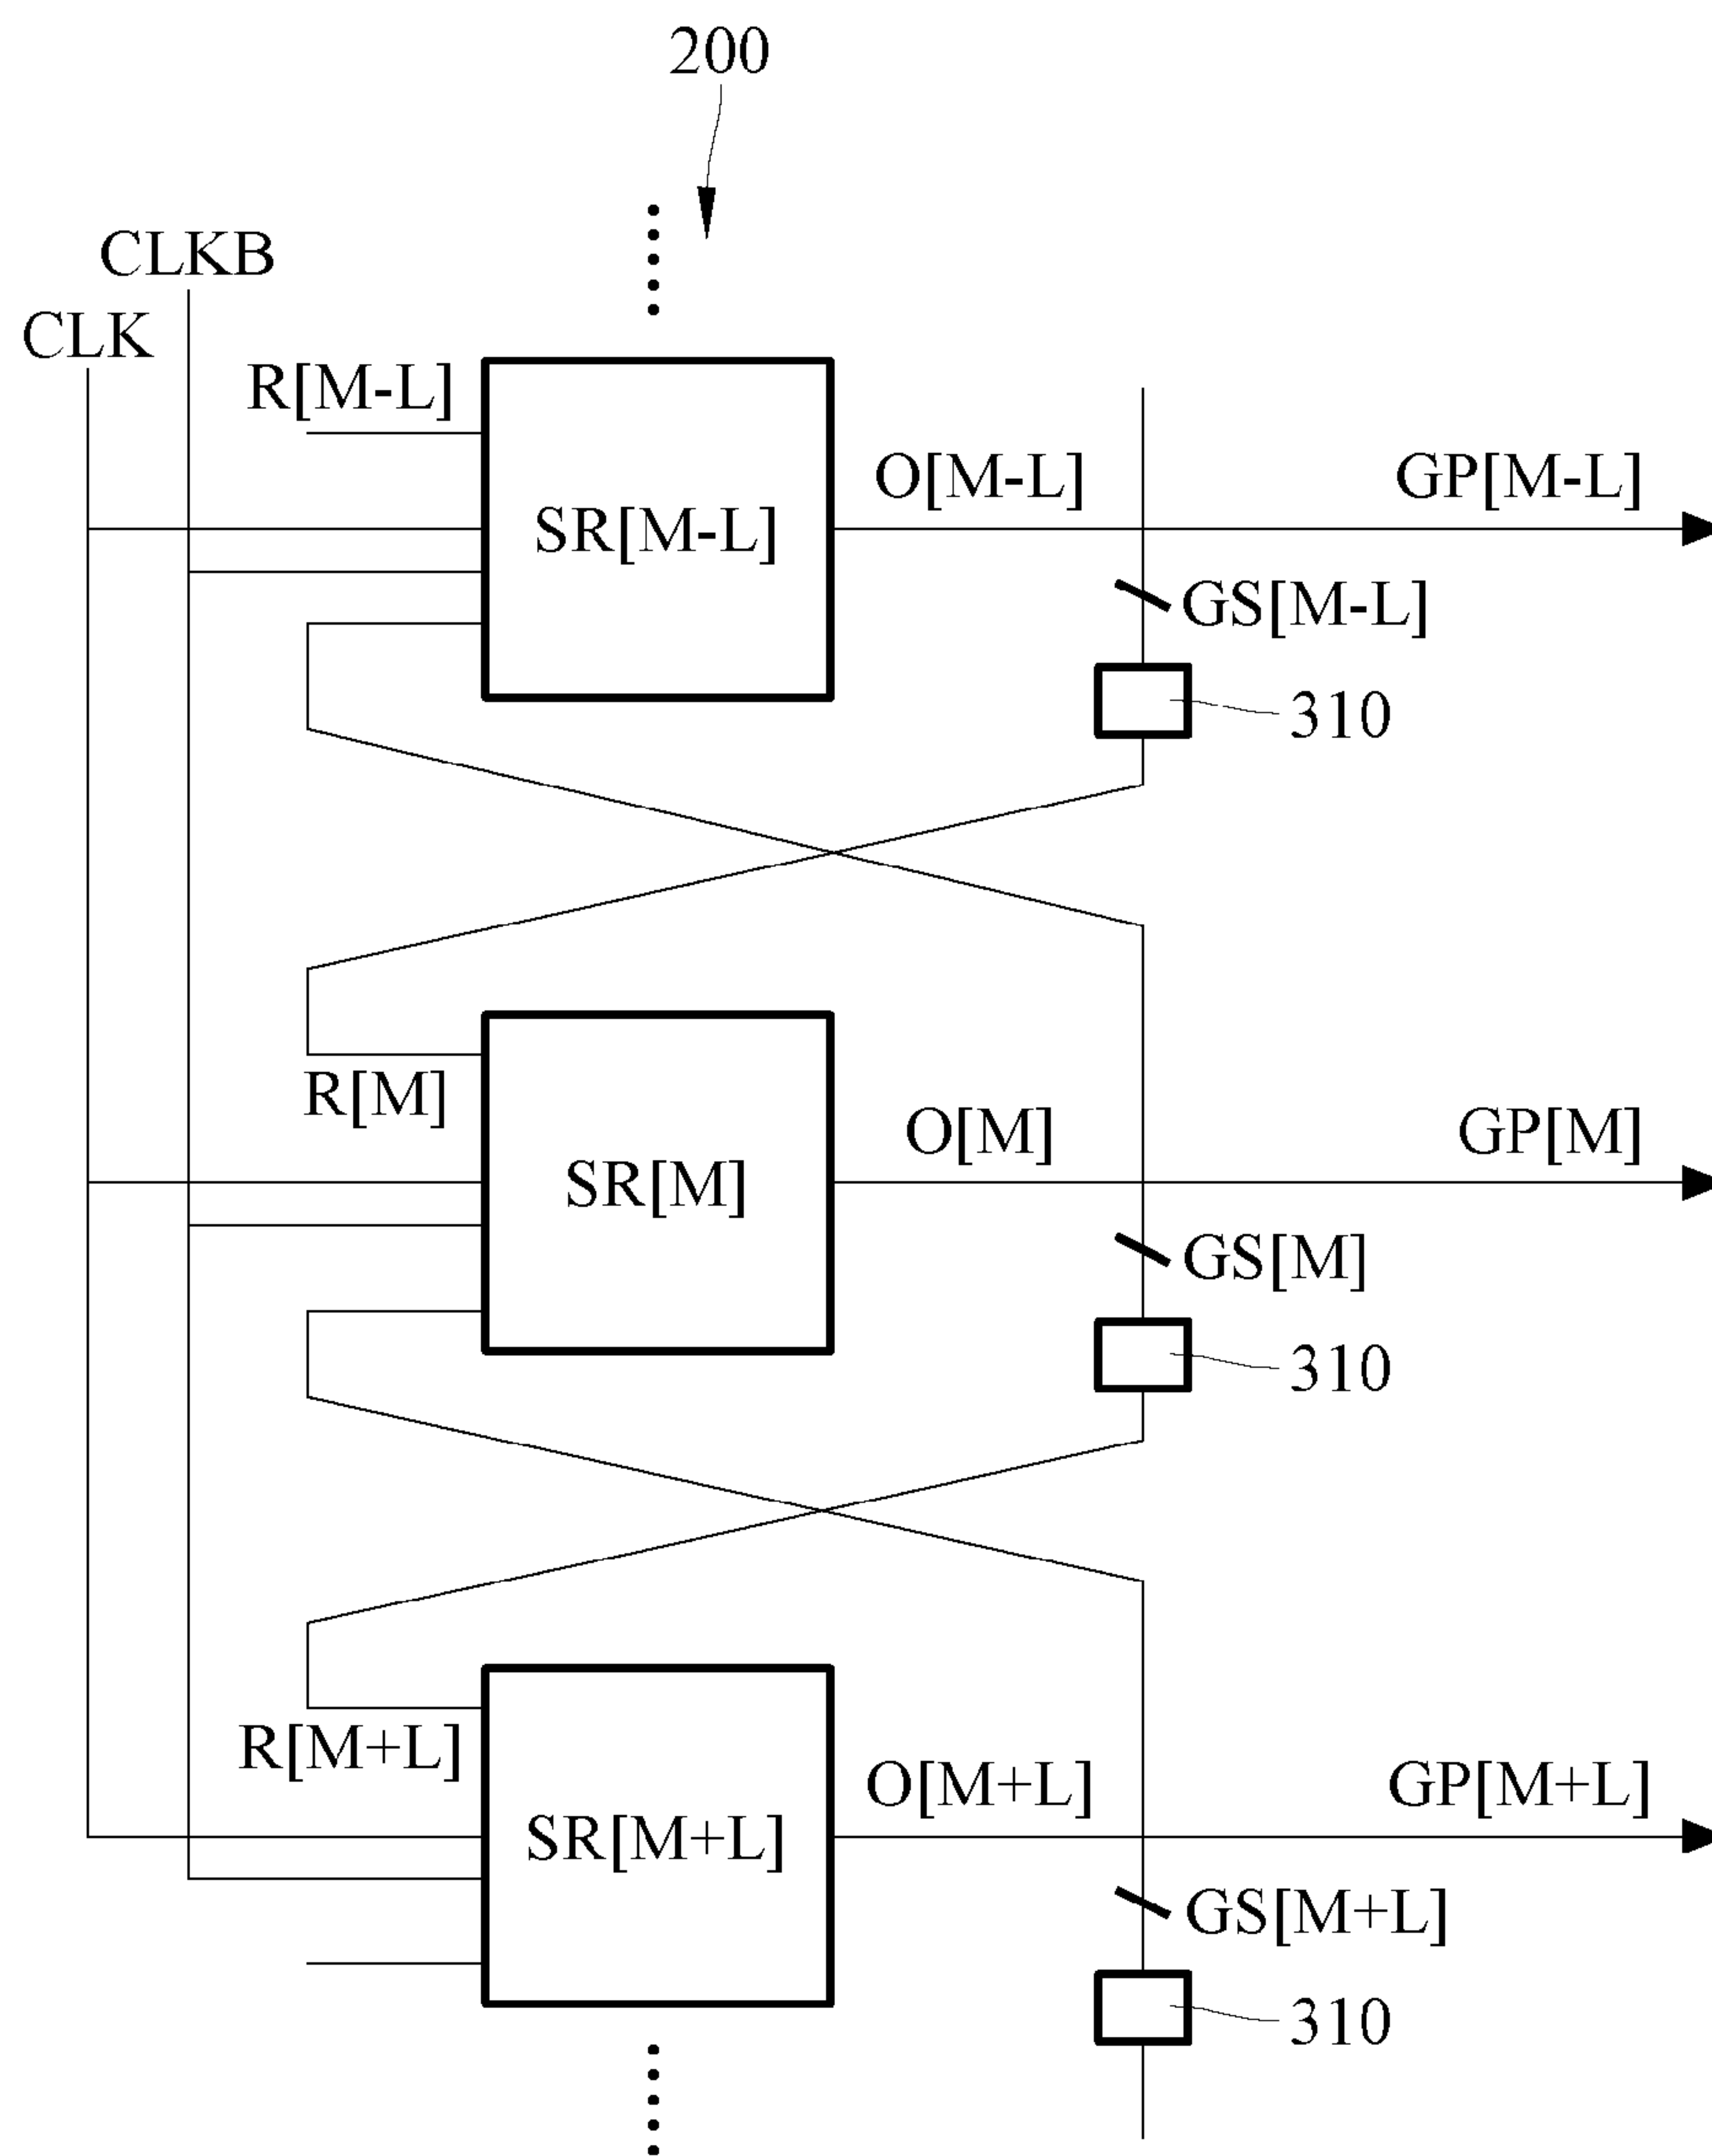 200
CLKB
CLK
R[M-L]
SR[M-L]
O[M-L]
GP[M-L]
GS[M-L]
310
R[M]
SR[M]
O[M]
GP[M]
GS[M]
310
R[M+L]
SR[M+L]
O[M+L]
GP[M+L]
GS[M+L]
310